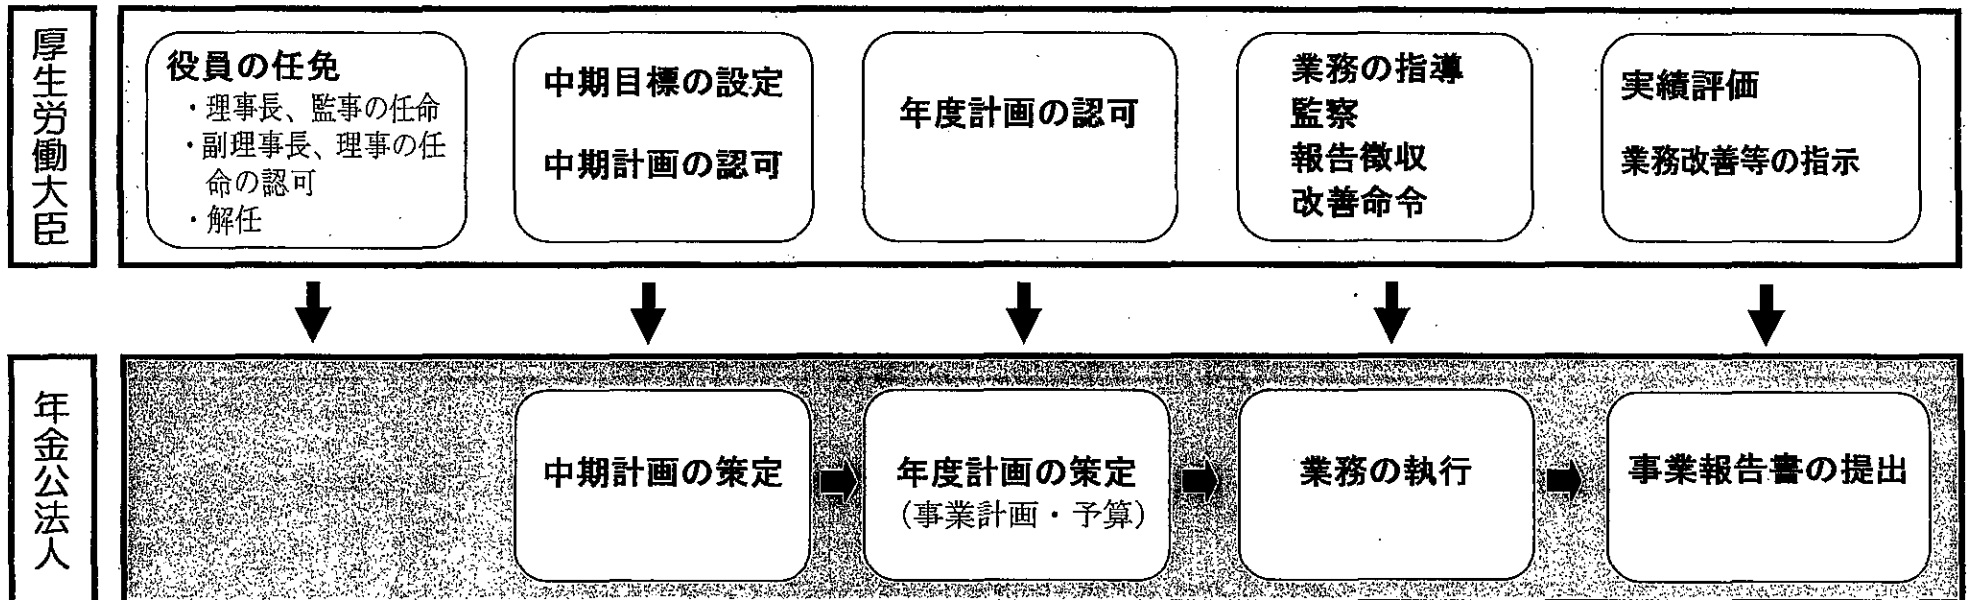 厚生労働大臣
役員の任免
・理事長、監事の任命
・副理事長、理事の任
命の認可
・解任
中期目標の設定
中期計画の認可
年度計画の認可
業務の指導
監察
報告徴収
改善命令
実績評価
業務改善等の指示
年金公法人
中期計画の策定
年度計画の策定
（事業計画・予算）
業務の執行
事業報告書の提出